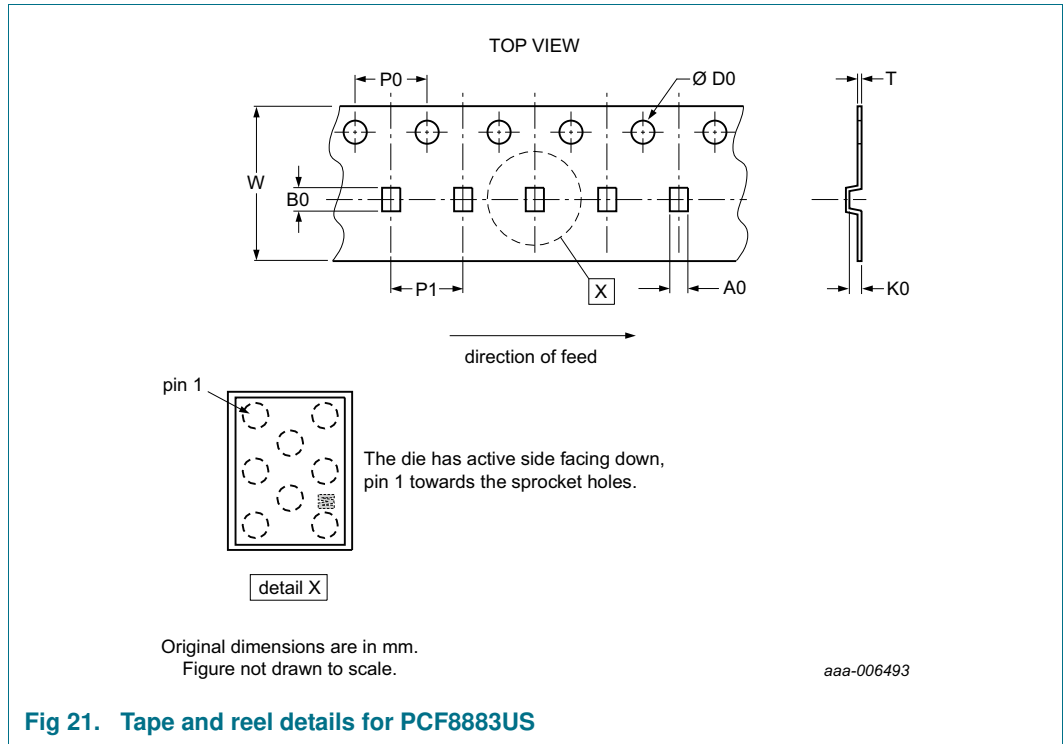 TOP VIEW
P0
Ø D0
T
W
B0
P1
X
A0
K0
direction of feed
pin 1
The die has active side facing down,
pin 1 towards the sprocket holes.
detail X
Original dimensions are in mm.
Figure not drawn to scale.
aaa-006493
Fig 21. Tape and reel details for PCF8883US